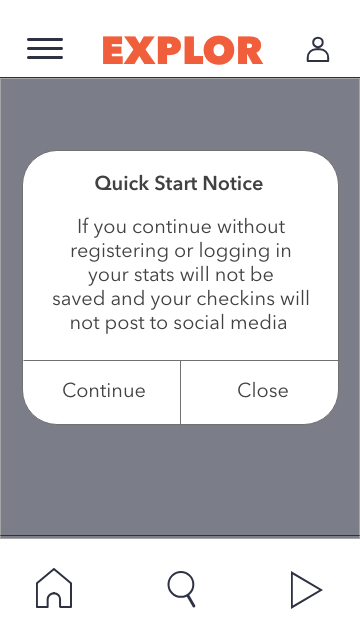 EXPLOR
Quick Start Notice
If you continue without
registering or logging in
your stats will not be
saved and your checkins will
not post to social media
Continue
Close